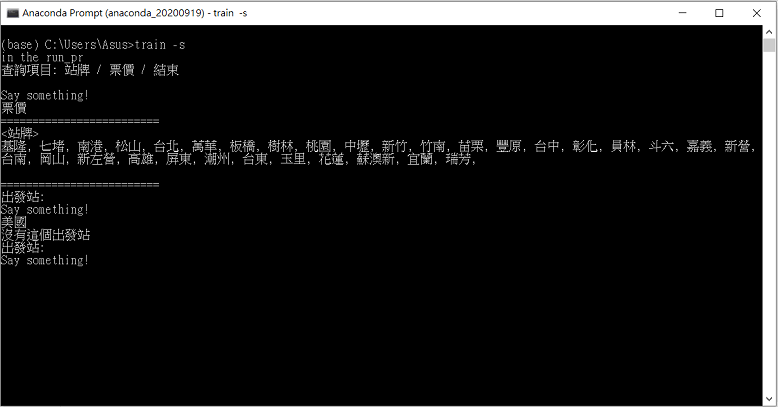 Anaconda Prompt (anaconda_20200919) - train -s
(base) C:\Users\Asus>train -s
in the run_pr
查詢項目: 站牌 / 票價 / 結束
Say something!
票價
=========================
<站牌>
基隆, 七堵, 南港, 松山, 台北, 萬華, 板橋, 樹林, 桃園, 中壢, 新竹, 竹南, 苗栗, 豐原, 台中, 彰化, 員林, 斗六, 嘉義, 新營,
台南, 岡山, 新左營, 高雄, 屏東, 潮州, 台東, 玉里, 花蓮, 蘇澳新, 宜蘭, 瑞芳,
=========================
出發站:
Say something!
美國
沒有這個出發站
出發站:
Say something!